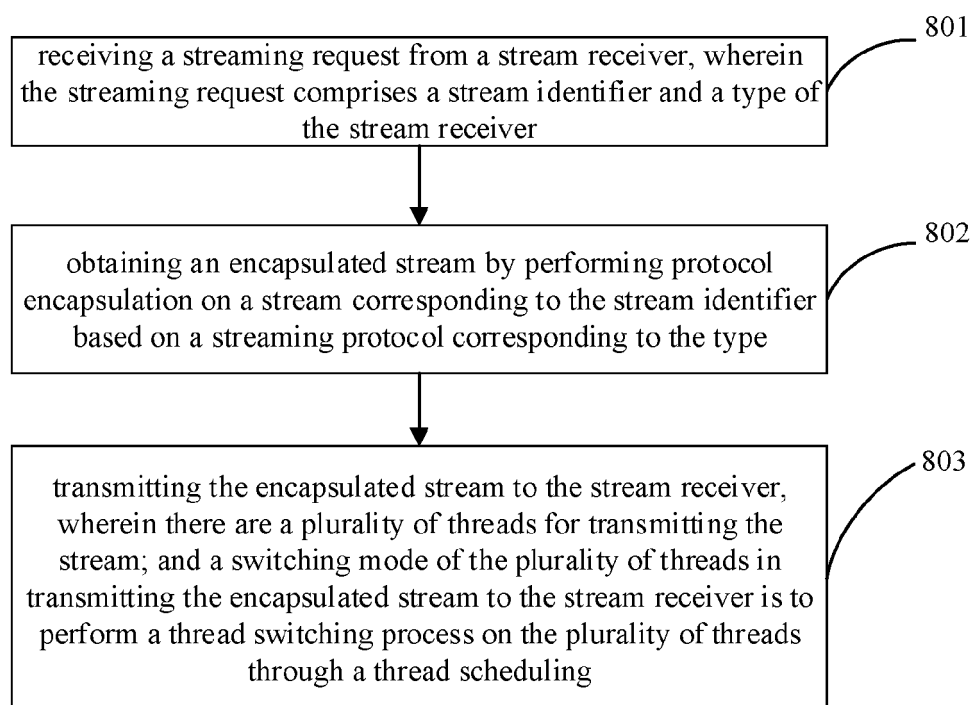 801
receiving a streaming request from a stream receiver, wherein
the streaming request comprises a stream identifier and a type of
the stream receiver
802
obtaining an encapsulated stream by performing protocol
encapsulation on a stream corresponding to the stream identifier
based on a streaming protocol corresponding to the type
803
transmitting the encapsulated stream to the stream receiver,
wherein there are a plurality of threads for transmitting the
stream; and a switching mode of the plurality of threads in
transmitting the encapsulated stream to the stream receiver is to
perform a thread switching process on the plurality of threads
through a thread scheduling